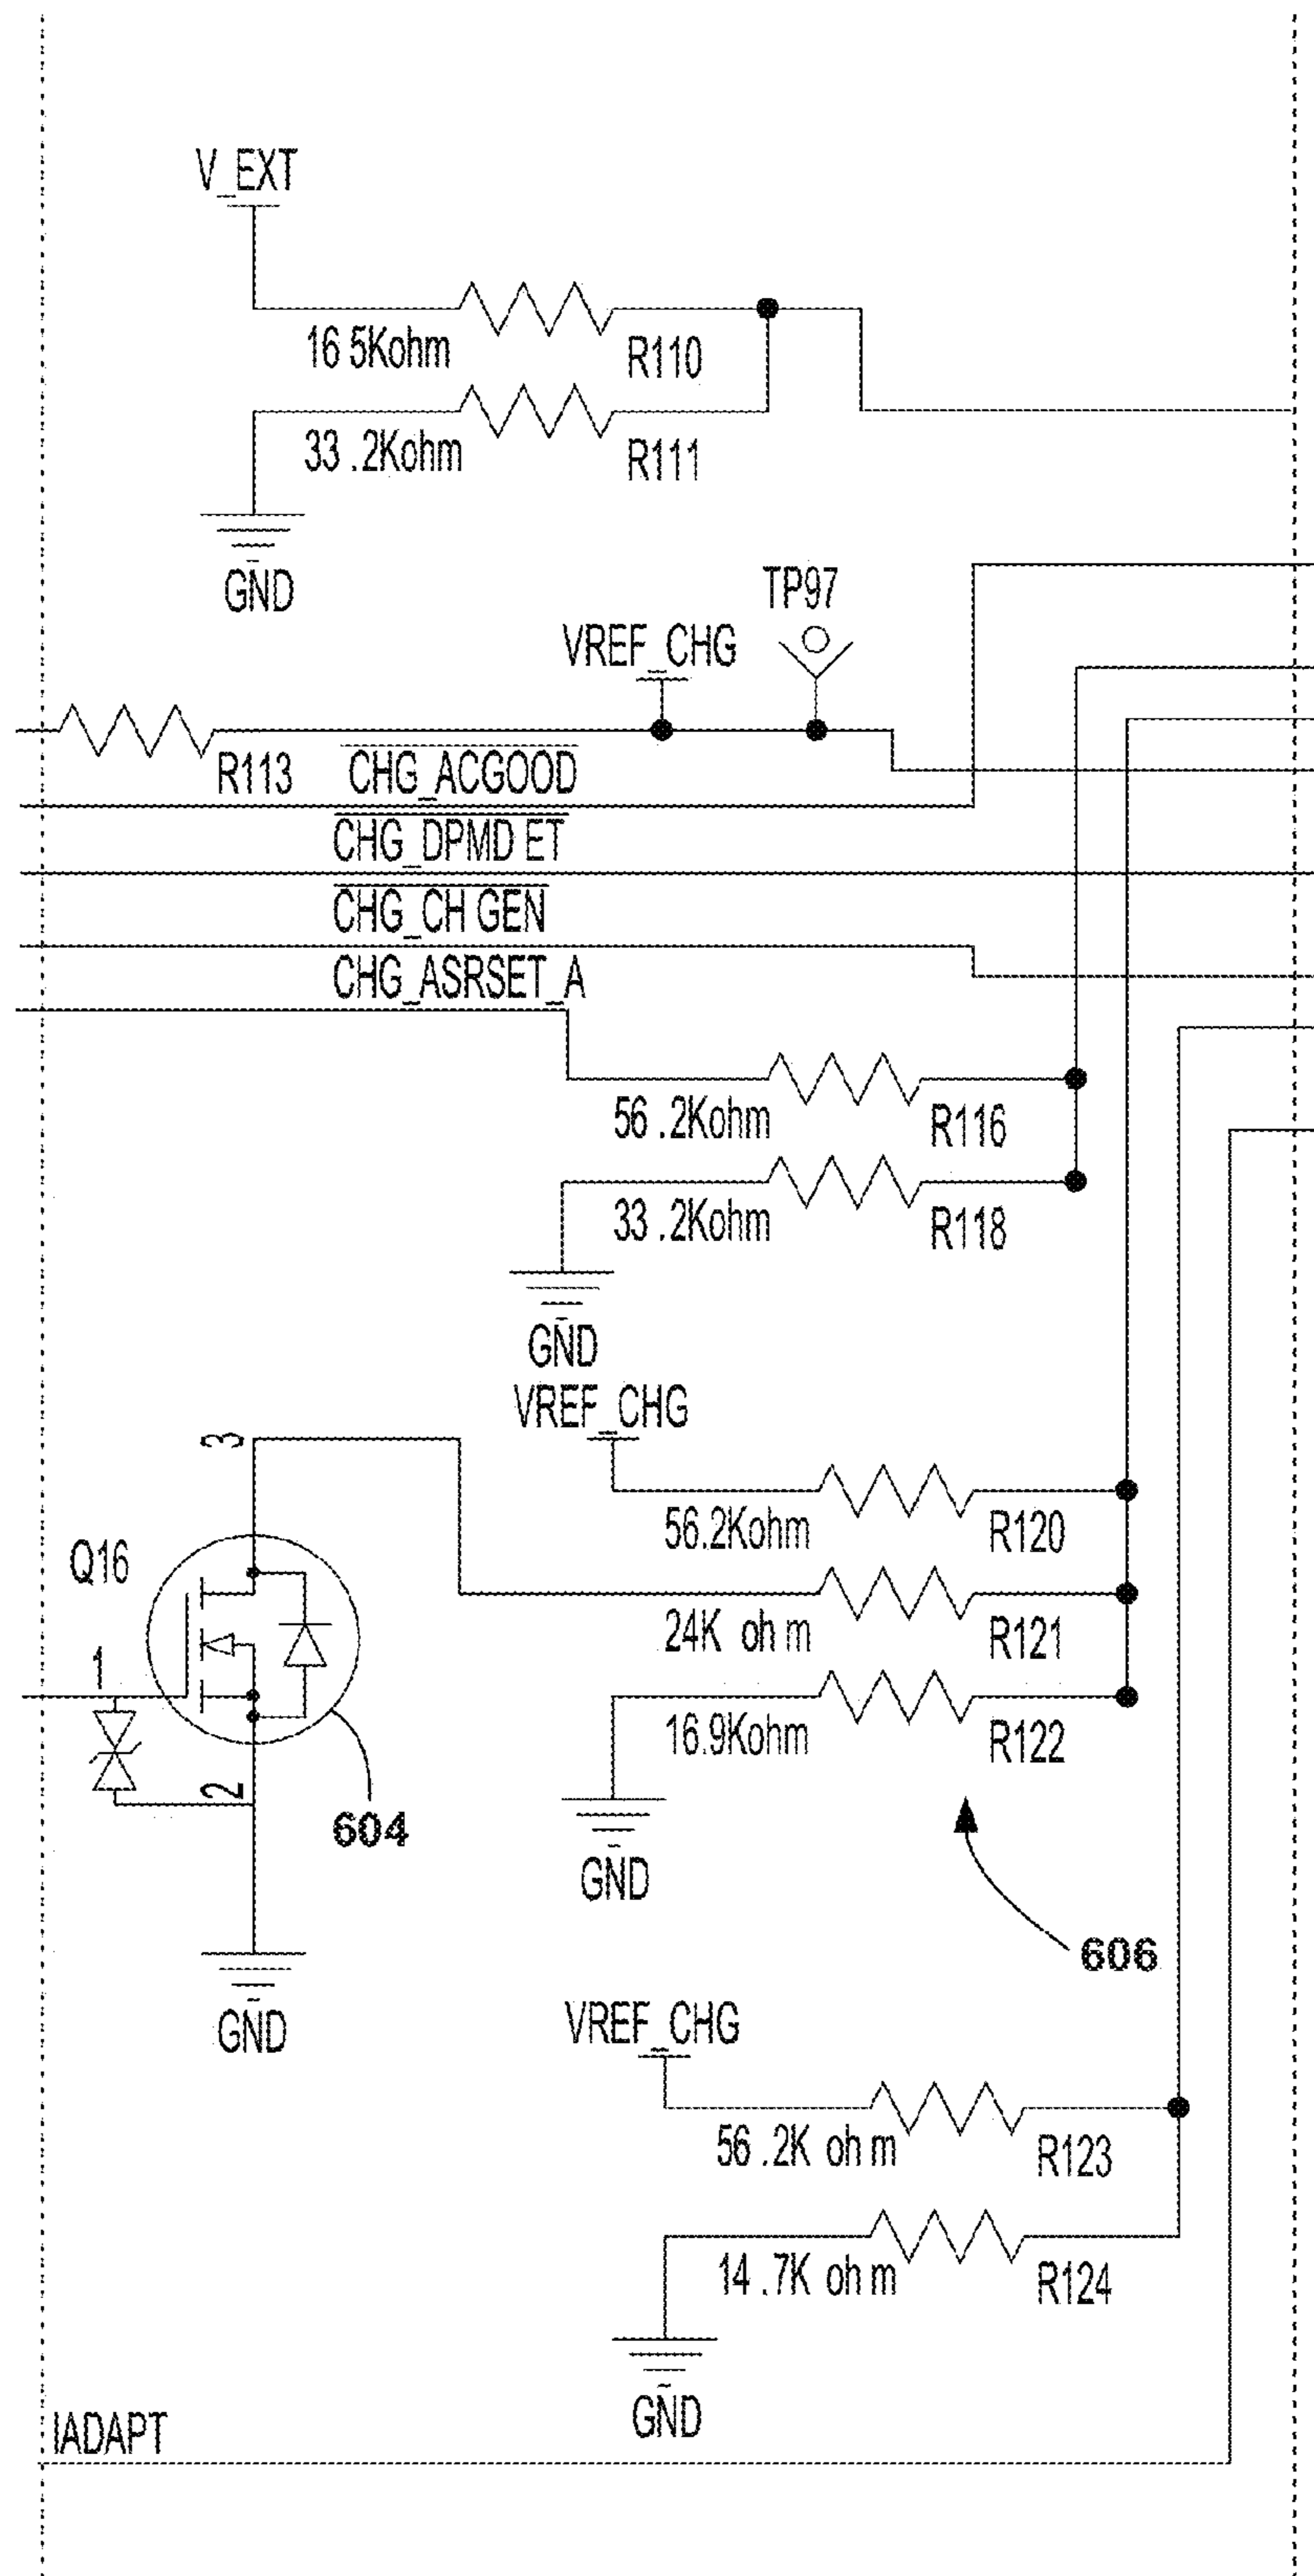 V_EXT
16 5Kohm
R110
33 .2Kohm
R111
GND
TP97
VREF_CHG
R113
CHG_ACGOOD
CHG_DPMD ET
CHG_CH GEN
CHG_ASRSET_A
56 .2Kohm
R116
33 .2Kohm
R118
GND
VREF_CHG
3
56.2Kohm
R120
Q16
24K oh m
R121
1
16.9Kohm
R122
2
604
GND
606
GND
VREF_CHG
56 .2K oh m
R123
14 .7K oh m
R124
GND
IADAPT